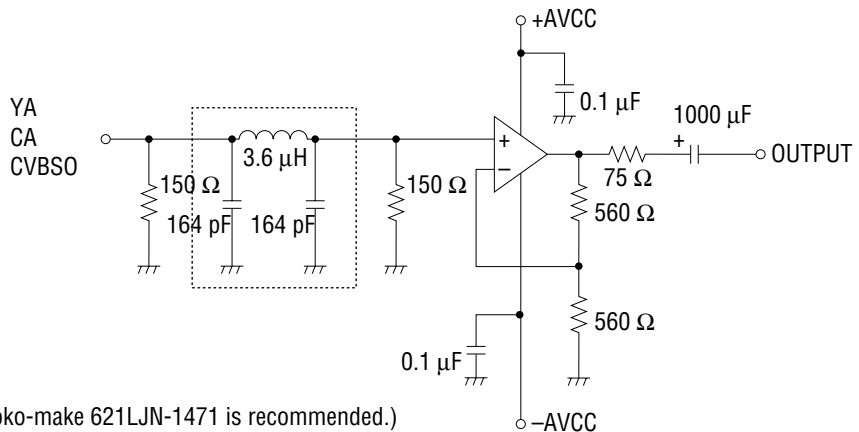 +AVCC
0.1 μF
1000 μF
YA
CA
CVBSO
3.6 μH
+
+
OUTPUT
−
75 Ω
150 Ω
150 Ω
164 pF
164 pF
560 Ω
560 Ω
0.1 μF
oko-make 621LJN-1471 is recommended.)
−AVCC